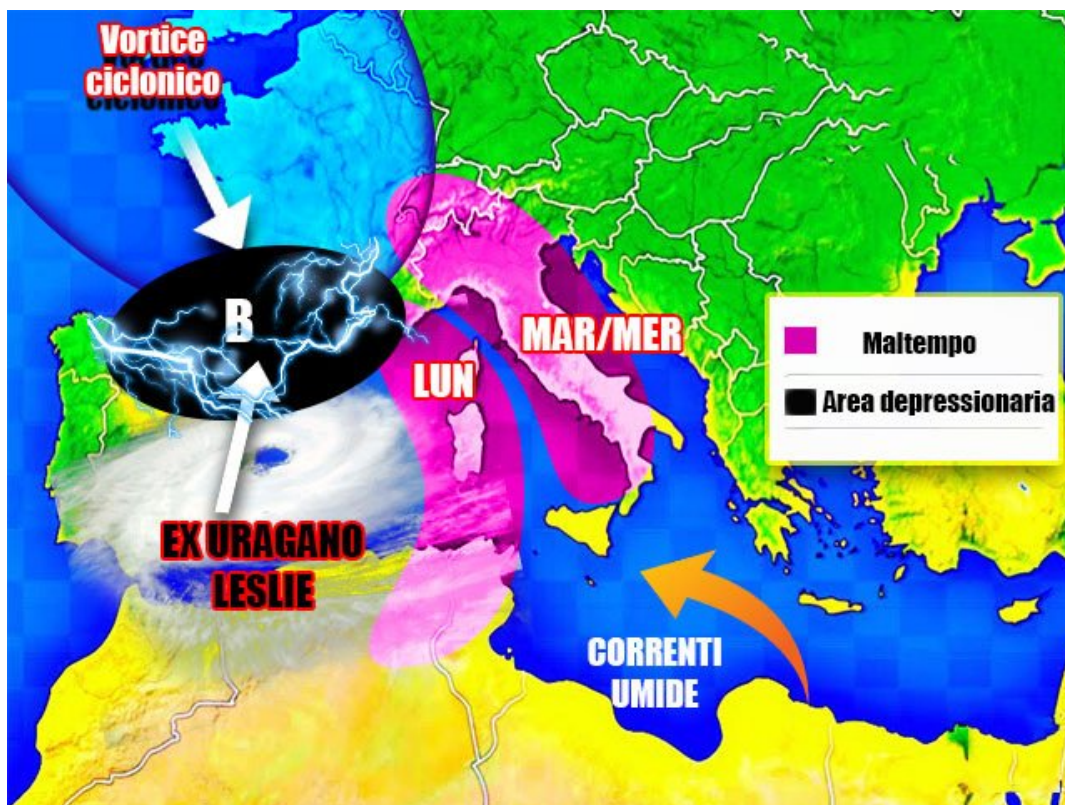 Vortice
ciclonico
B
MAR/MER
LUN
Maltempo
Area depressionaria
EX URAGANO
LESLIE
CORRENTI
UMIDE